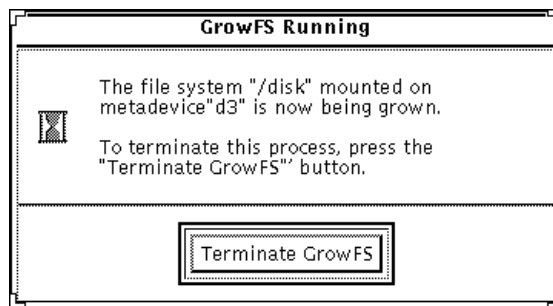 GrowFS Running
The file system "/disk" mounted on
metadevice"d3" is now being grown.
To terminate this process, press the
"Terminate GrowFS"' button.
Terminate GrowFS